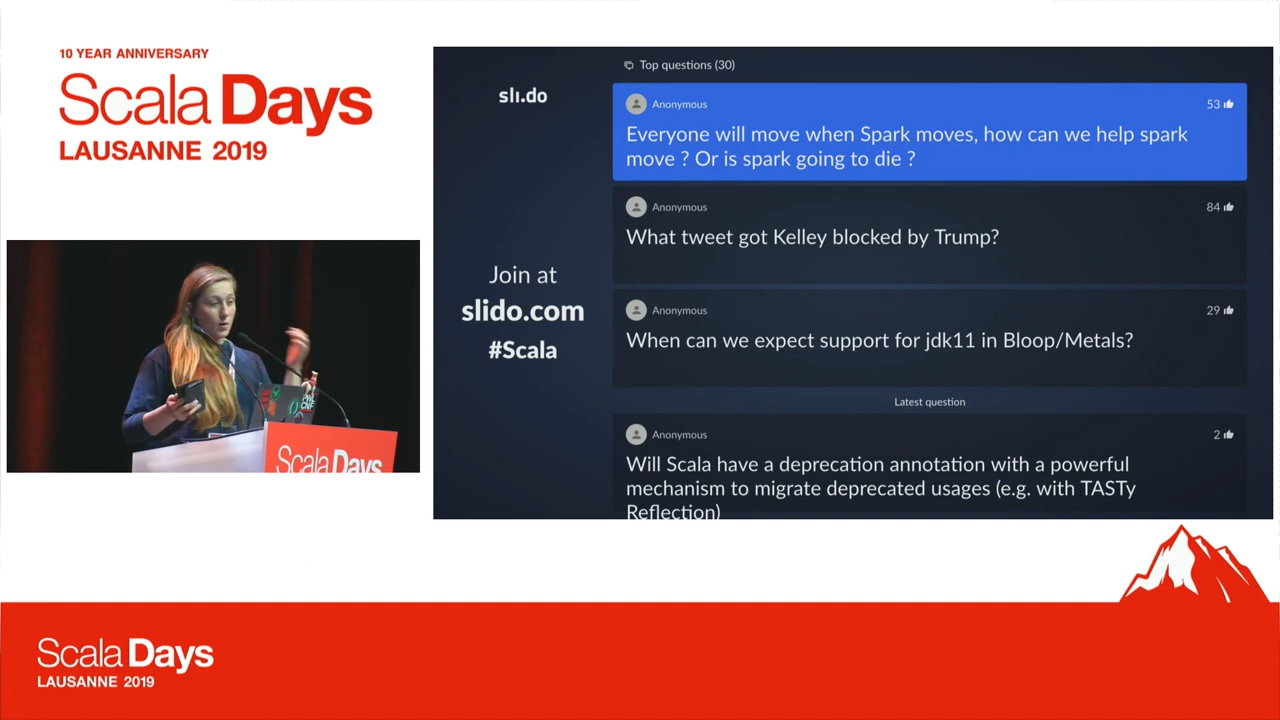 10 YEAR ANNIVERSARY
Scala Days
LAUSANNE 2019
sli.do
Join at
slido.com
#Scala
Top questions (30)
Anonymous
53
Everyone will move when Spark moves, how can we help spark
move ? Or is spark going to die ?
Anonymous
84
What tweet got Kelley blocked by Trump?
Anonymous
29
When can we expect support for jdk11 in Bloop/Metals?
Latest question
Anonymous
2
Will Scala have a deprecation annotation with a powerful
mechanism to migrate deprecated usages (e.g. with TASTy
Reflection)
Scala Days
Scala Days
LAUSANNE 2019